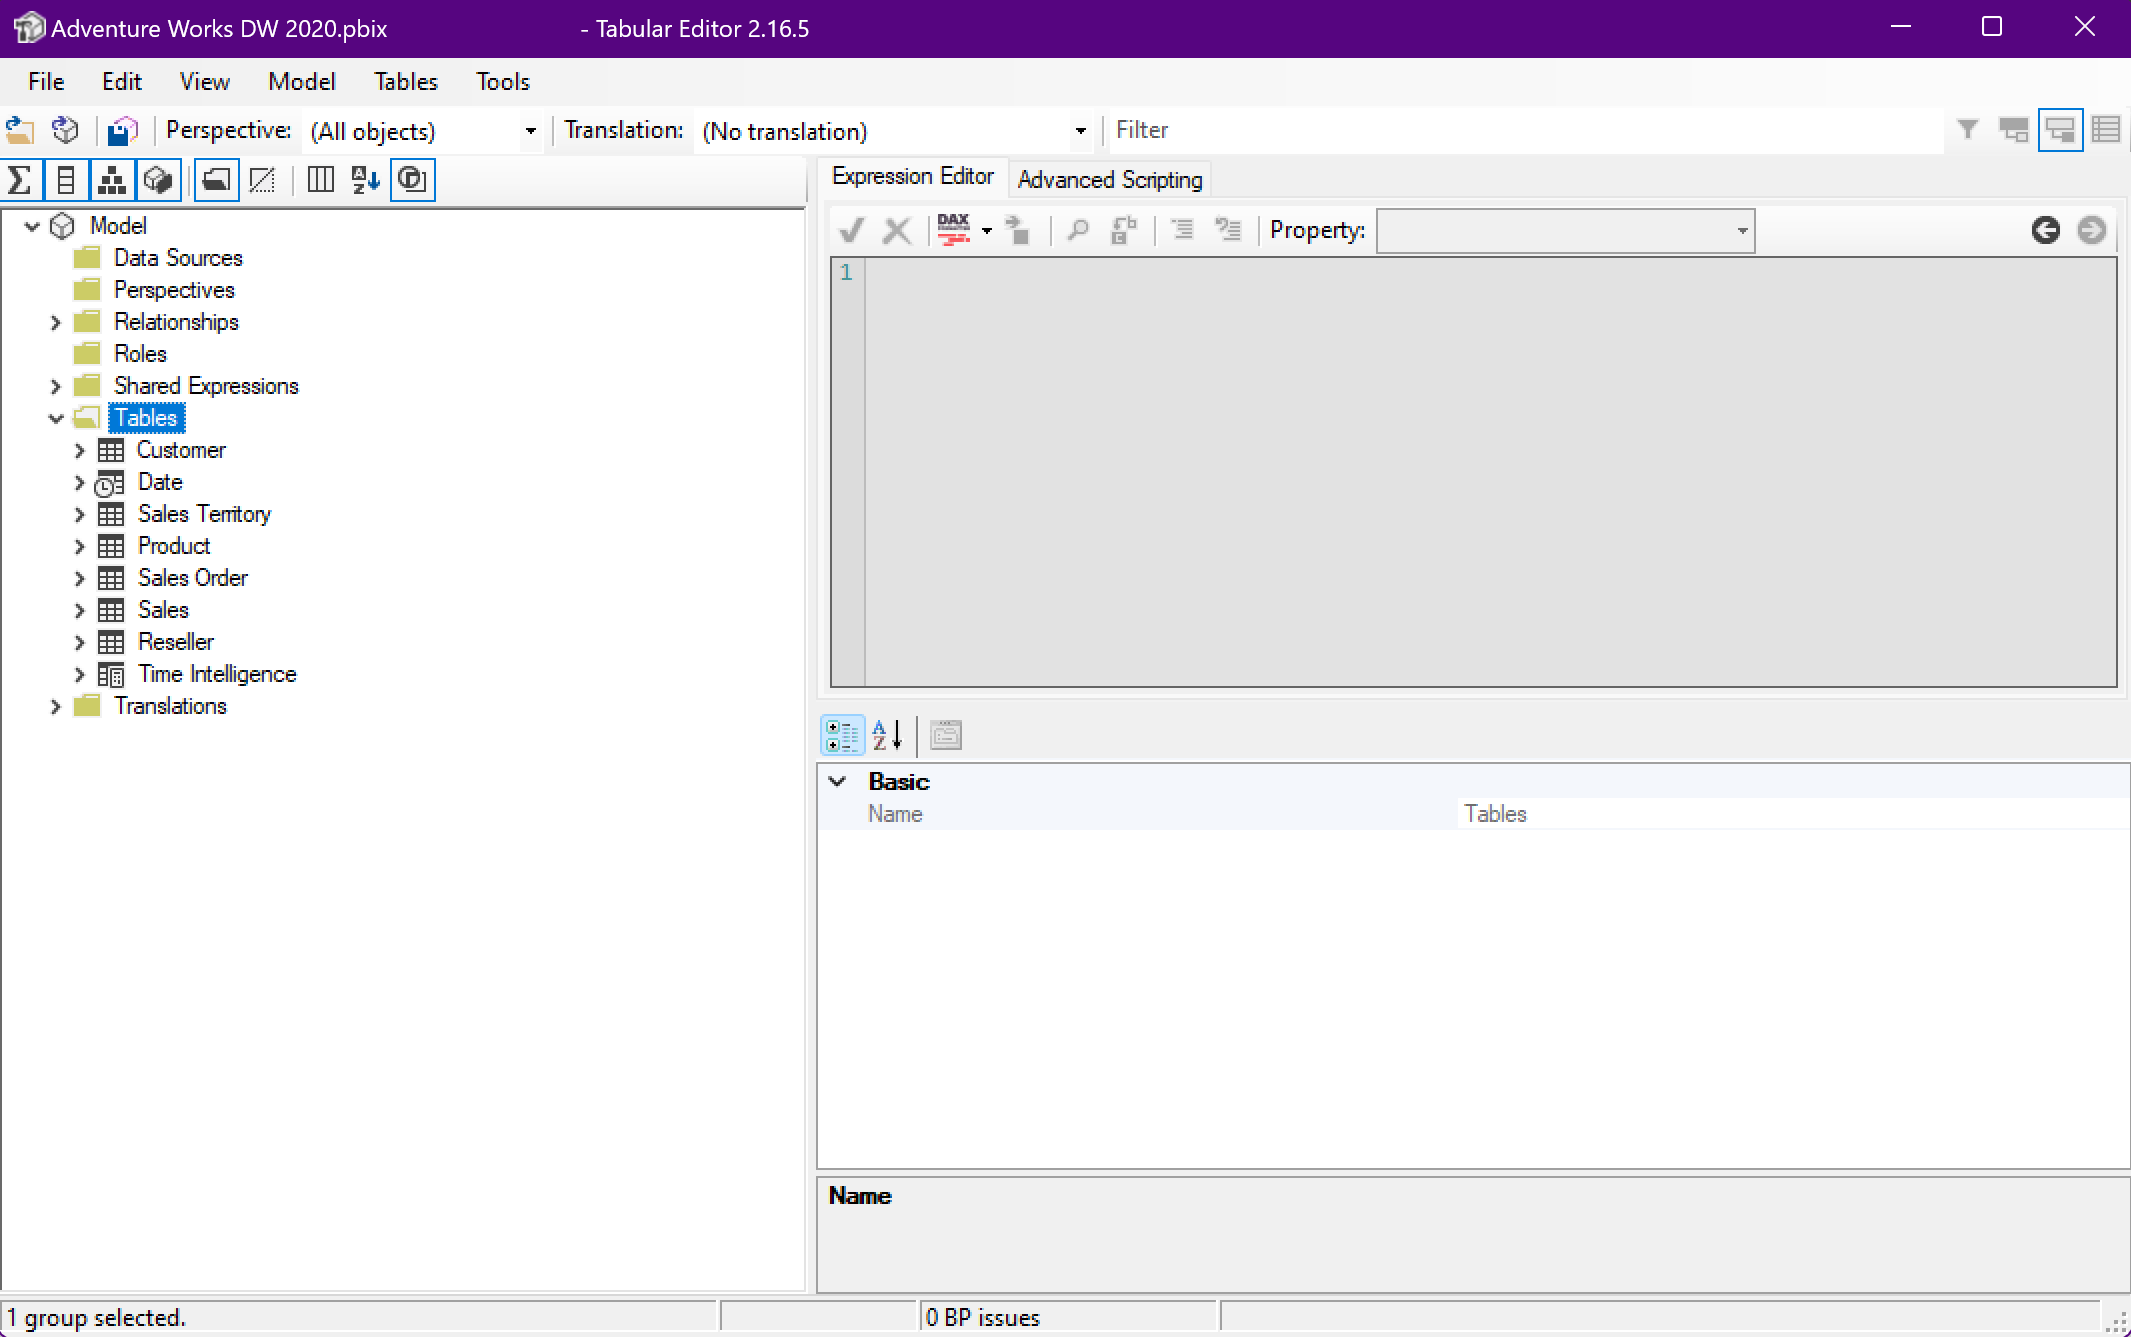 Adventure Works DW 2020.pbix - Tabular Editor 2.16.5
File Edit View Model Tables Tools
Perspective: (All objects) Translation: (No translation) Filter
Expression Editor Advanced Scripting
DAX Property:
1
Model
Data Sources
Perspectives
Relationships
Roles
Shared Expressions
Tables
Customer
Date
Sales Territory
Product
Sales Order
Sales
Reseller
Time Intelligence
Translations
Basic
Name Tables
Name
1 group selected. 0 BP issues